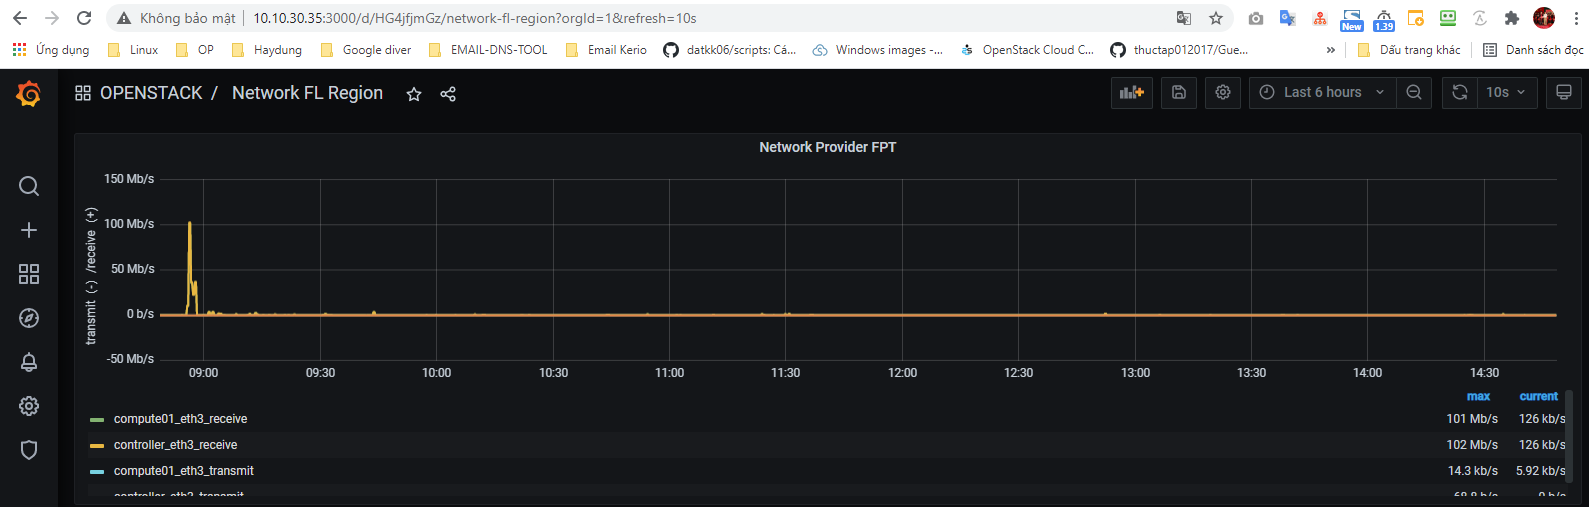 Không bảo mật | 10.10.30.35:3000/d/HG4jfjmGz/network-fl-region?orgId=1&refresh=10s
New 1.39
Ứng dụng Linux OP Haydung Google diver EMAIL-DNS-TOOL Email Kerio datkk06/scripts: Cá... Windows images -... OpenStack Cloud C... thuctap012017/Gue... » Dấu trang khác Danh sách đọc
OPENSTACK / Network FL Region Last 6 hours 10s
Network Provider FPT
transmit (-) /receive (+)
150 Mb/s
100 Mb/s
50 Mb/s
0 b/s
-50 Mb/s
09:00 09:30 10:00 10:30 11:00 11:30 12:00 12:30 13:00 13:30 14:00 14:30
max current
compute01_eth3_receive 101 Mb/s 126 kb/s
controller_eth3_receive 102 Mb/s 126 kb/s
compute01_eth3_transmit 14.3 kb/s 5.92 kb/s
controller_eth3_transmit